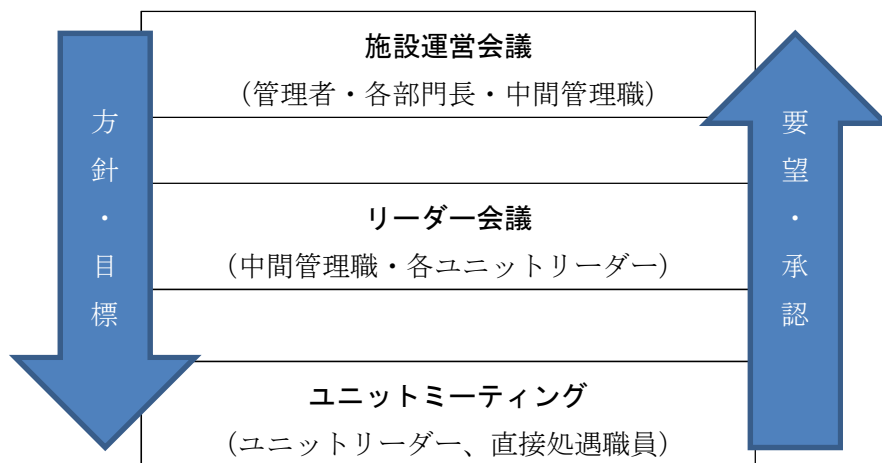 施設運営会議
（管理者・各部門長・中間管理職）
方針・目標
要望・承認
リーダー会議
（中間管理職・各ユニットリーダー）
ユニットミーティング
（ユニットリーダー、直接処遇職員）